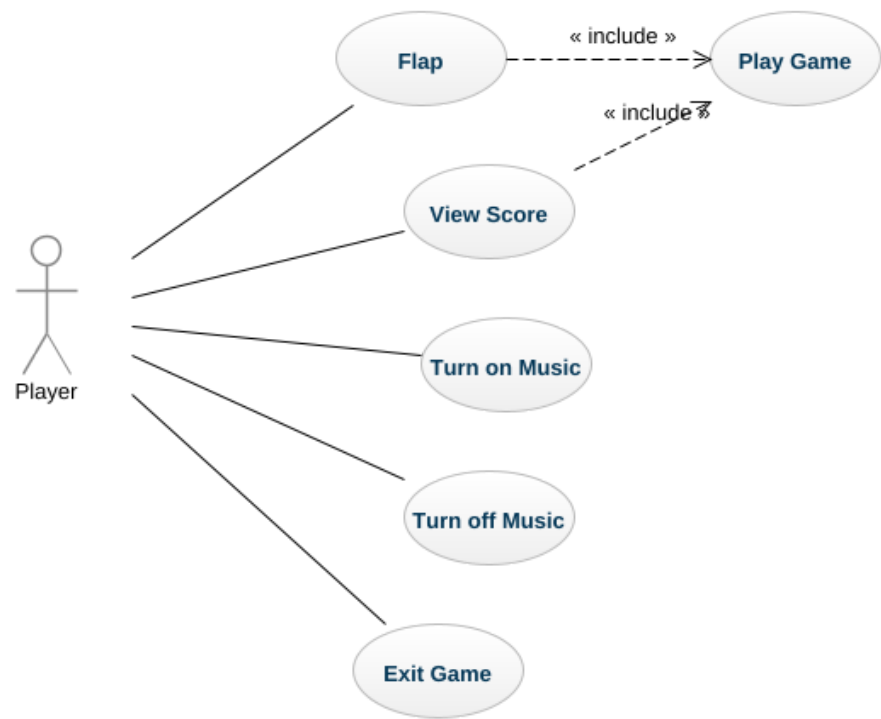 Flap
« include »
Play Game
« include »
View Score
Player
Turn on Music
Turn off Music
Exit Game